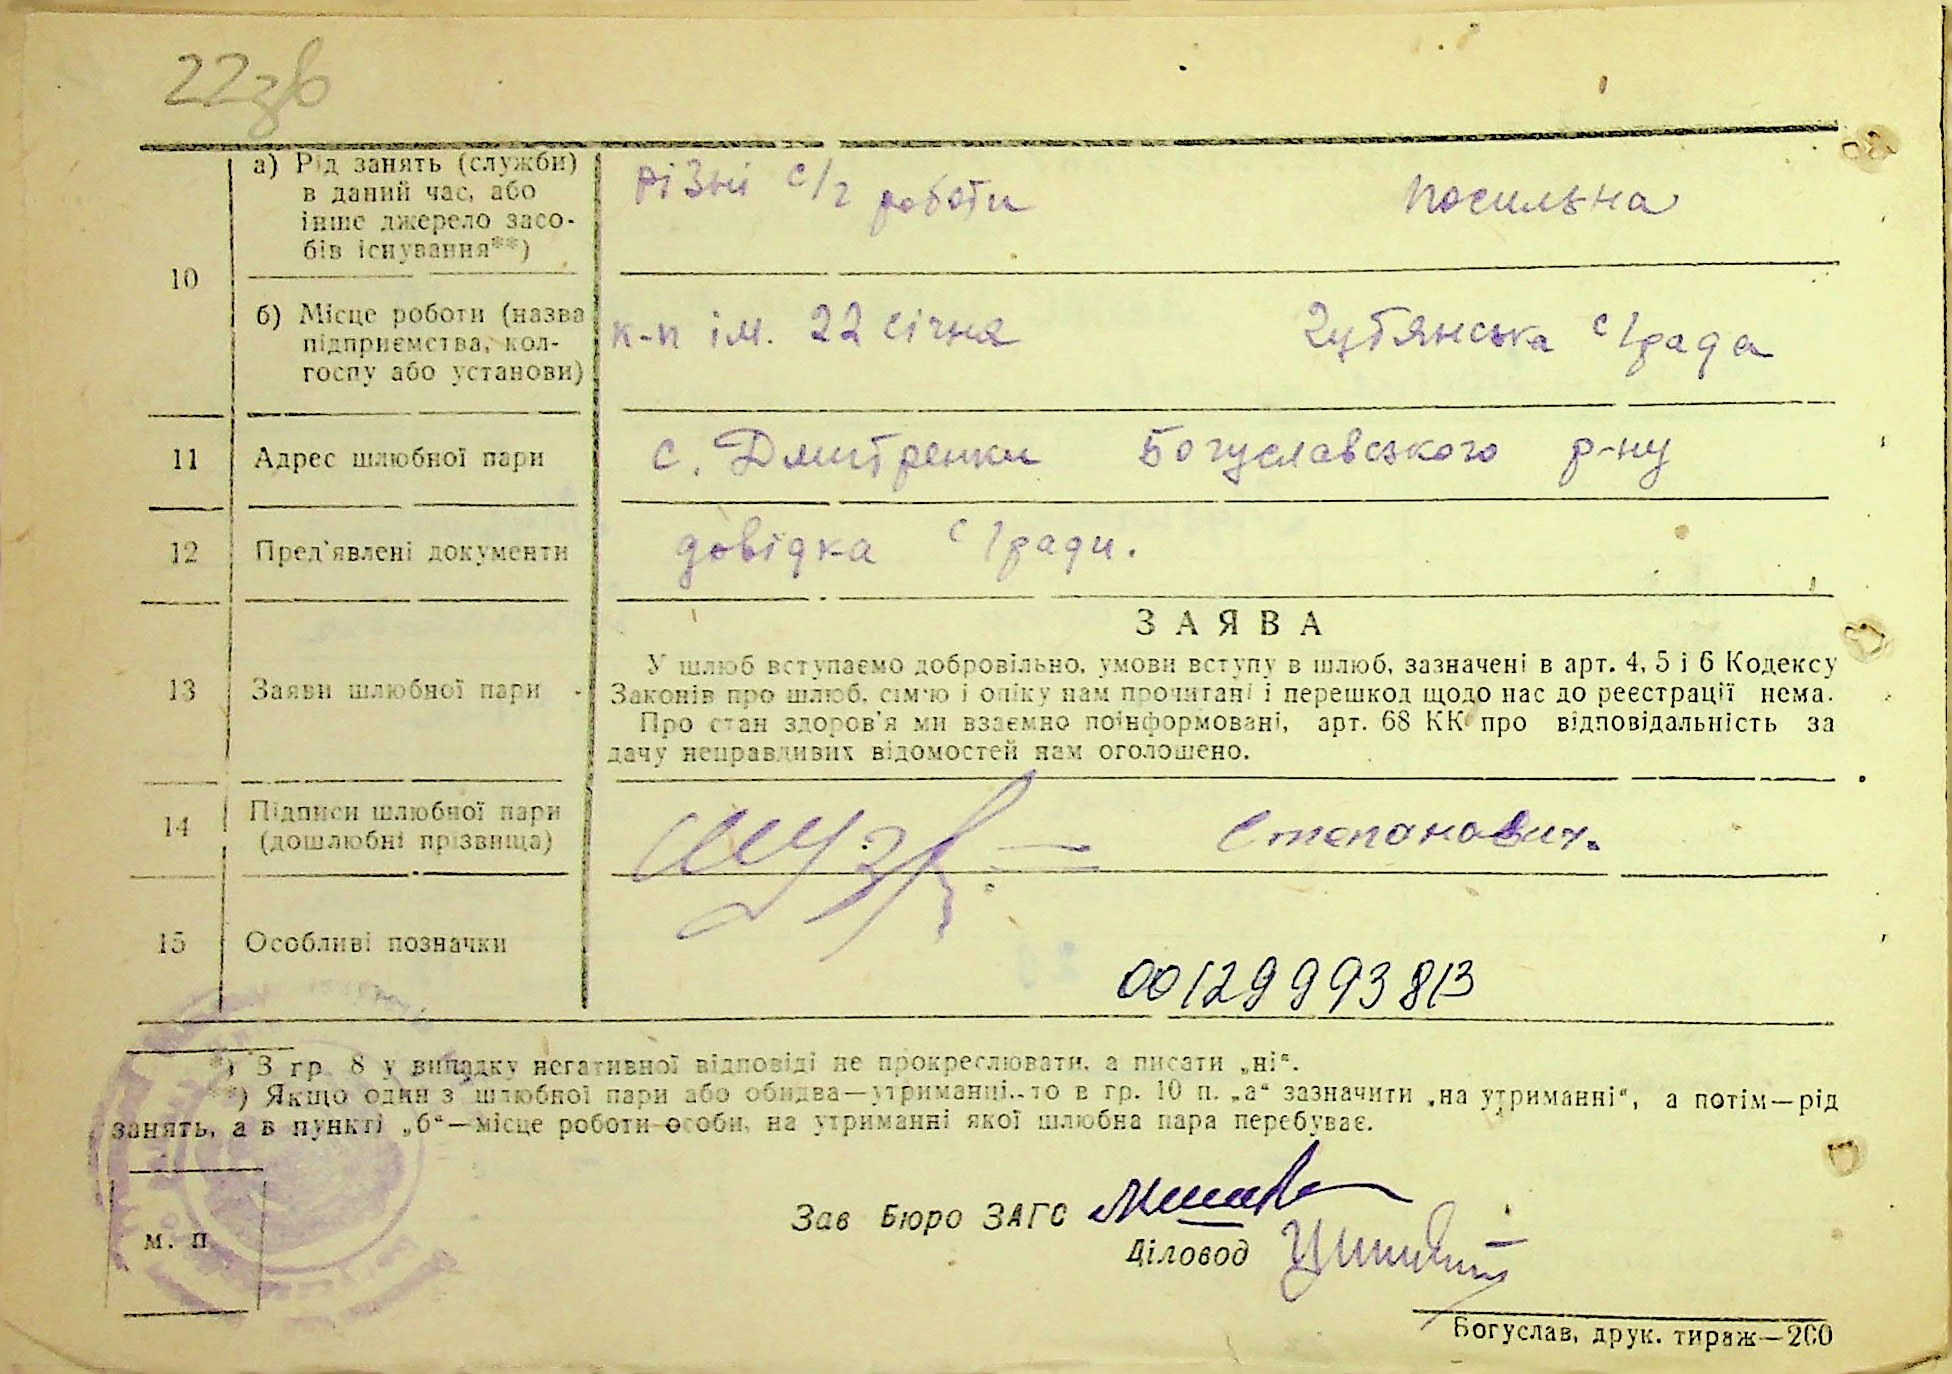 22зв
а) Рід занять (служби)
в даний час, або
інше джерело засо-
бів існування**)
різні с/г роботи посильна
10
б) Місце роботи (назва
підприємства, кол-
госпу або установи)
к-п ім. 22 січня Чутянська с/рада
11 Адрес шлюбної пари с. Дмитренки Богуславського р-ну
12 Пред'явлені документи довідка с/ради.
ЗАЯВА
13 Заяви шлюбної пари
У шлюб вступаємо добровільно, умови вступу в шлюб, зазначені в арт. 4, 5 і 6 Кодексу
Законів про шлюб, сім'ю і опіку нам прочитані і перешкод щодо нас до реєстрації нема.
Про стан здоров'я ми взаємно поінформовані, арт. 68 КК про відповідальність за
дачу неправдивих відомостей нам оголошено.
14 Підписи шлюбної пари
(дошлюбні прізвища)
Степанович.
15 Особливі позначки
00129993813
*) З гр. 8 у випадку негативної відповіді не прокреслювати, а писати „ні“.
**) Якщо один з шлюбної пари або обидва—утриманці, то в гр. 10 п. „а“ зазначити „на утриманні“, а потім—рід
занять, а в пункті „б“—місце роботи особи, на утриманні якої шлюбна пара перебуває.
Зав Бюро ЗАГС
Діловод
м. п
Богуслав, друк. тираж—200